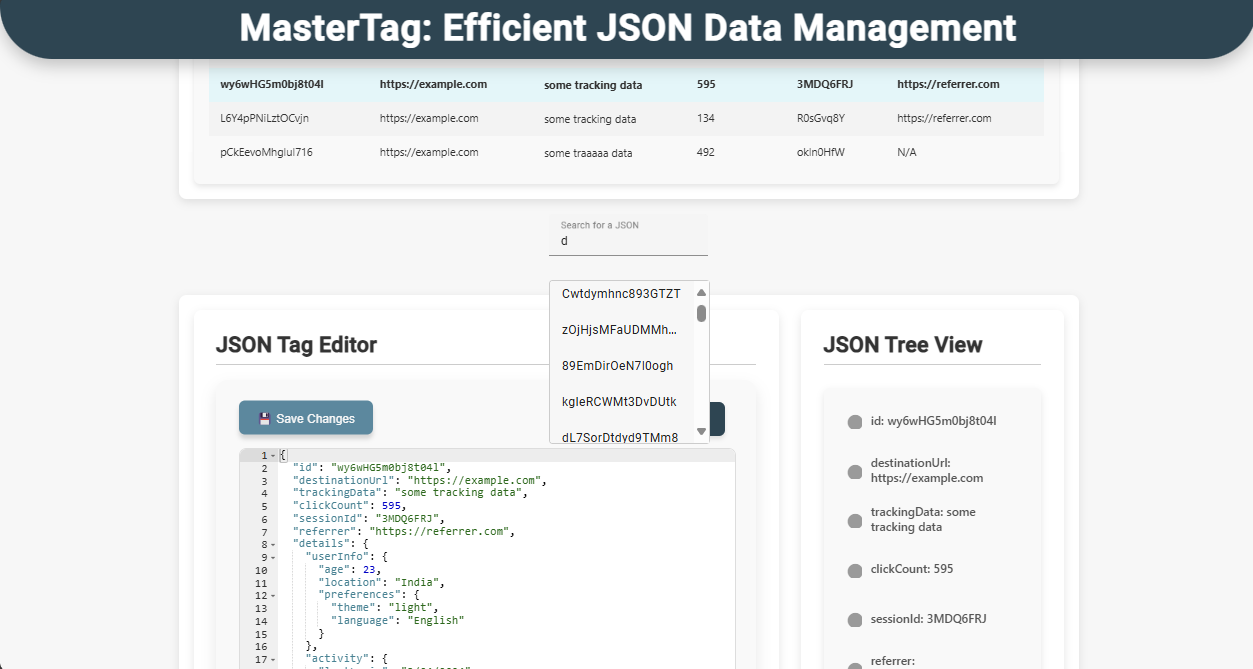 MasterTag: Efficient JSON Data Management
wy6wHG5m0bj8t04l https://example.com some tracking data 595 3MDQ6FRJ https://referrer.com
L6Y4pPNiLztOCvjn https://example.com some tracking data 134 R0sGvq8Y https://referrer.com
pCkEevoMhgluI716 https://example.com some traaaaa data 492 okIn0HfW N/A
Search for a JSON
d
Cwtdymhnc893GTZT
zOjHjsMFaUDMMh...
89EmDirOeN7I0ogh
kgIeRCWMt3DvDUtk
dL7SorDtdyd9TMm8
JSON Tag Editor
💾 Save Changes
1 {
2 "id": "wy6wHG5m0bj8t04l",
3 "destinationUrl": "https://example.com",
4 "trackingData": "some tracking data",
5 "clickCount": 595,
6 "sessionId": "3MDQ6FRJ",
7 "referrer": "https://referrer.com",
8 "details": {
9 "userInfo": {
10 "age": 23,
11 "location": "India",
12 "preferences": {
13 "theme": "light",
14 "language": "English"
15 }
16 },
17 "activity": {
JSON Tree View
id: wy6wHG5m0bj8t04l
destinationUrl:
https://example.com
trackingData: some
tracking data
clickCount: 595
sessionId: 3MDQ6FRJ
referrer: